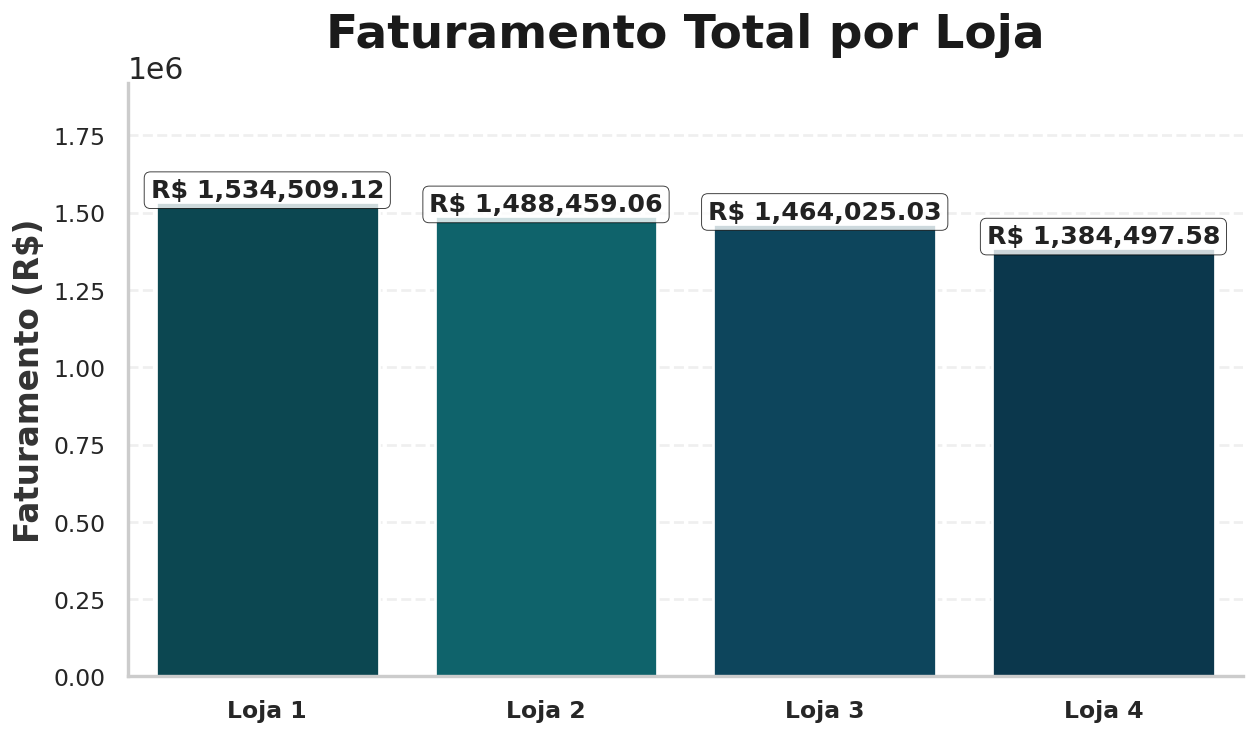 Faturamento Total por Loja
1e6
Faturamento (R$)
1.75
1.50
1.25
1.00
0.75
0.50
0.25
0.00
R$ 1,534,509.12
R$ 1,488,459.06
R$ 1,464,025.03
R$ 1,384,497.58
Loja 1
Loja 2
Loja 3
Loja 4